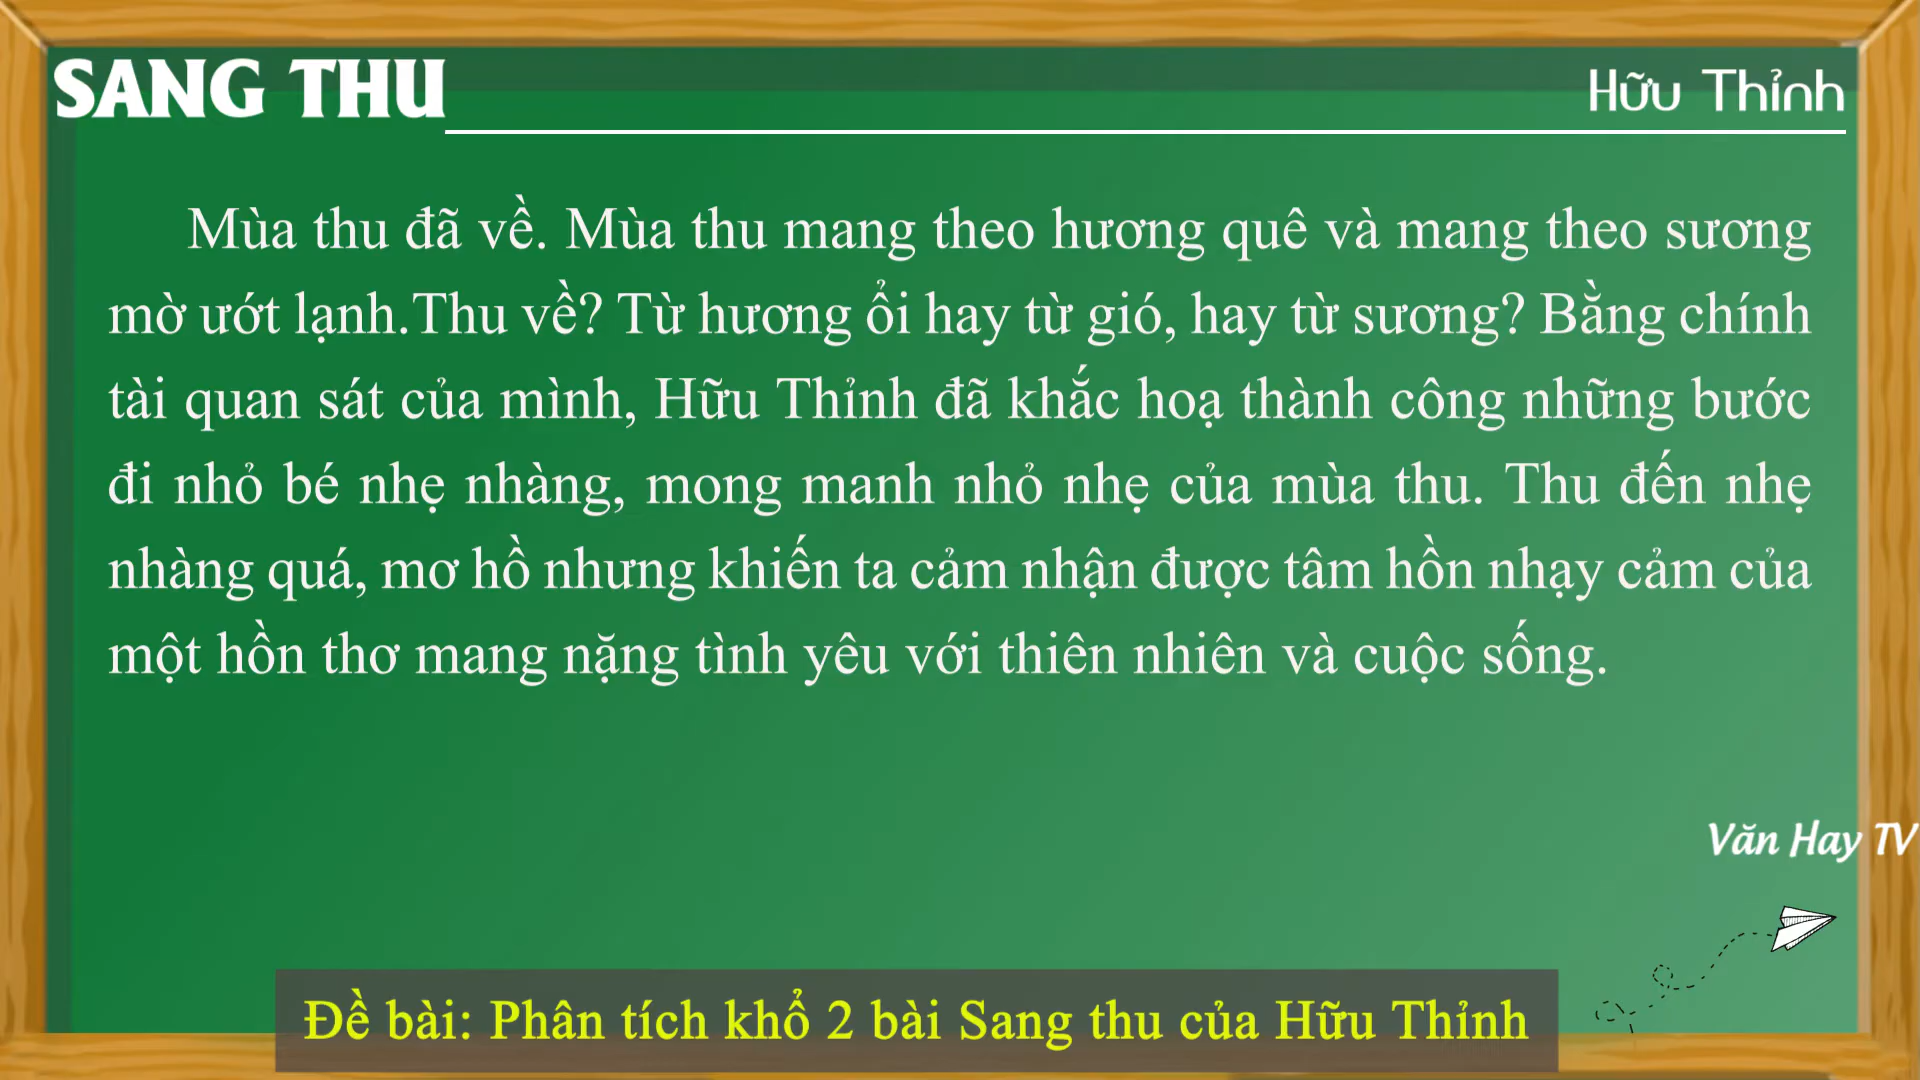 SANG THU
Hữu Thỉnh
Mùa thu đã về. Mùa thu mang theo hương quê và mang theo sương
mờ ướt lạnh.Thu về? Từ hương ổi hay từ gió, hay từ sương? Bằng chính
tài quan sát của mình, Hữu Thỉnh đã khắc hoạ thành công những bước
đi nhỏ bé nhẹ nhàng, mong manh nhỏ nhẹ của mùa thu. Thu đến nhẹ
nhàng quá, mơ hồ nhưng khiến ta cảm nhận được tâm hồn nhạy cảm của
một hồn thơ mang nặng tình yêu với thiên nhiên và cuộc sống.
Văn Hay TV
Đề bài: Phân tích khổ 2 bài Sang thu của Hữu Thỉnh